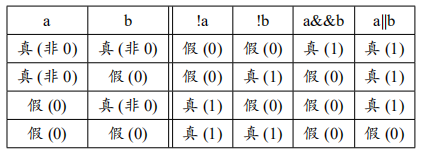 a b !a !b a&&b a||b
真 (非 0) 真 (非 0) 假 (0) 假 (0) 真 (1) 真 (1)
真 (非 0) 假 (0) 假 (0) 真 (1) 假 (0) 真 (1)
假 (0) 真 (非 0) 真 (1) 假 (0) 假 (0) 真 (1)
假 (0) 假 (0) 真 (1) 真 (1) 假 (0) 假 (0)